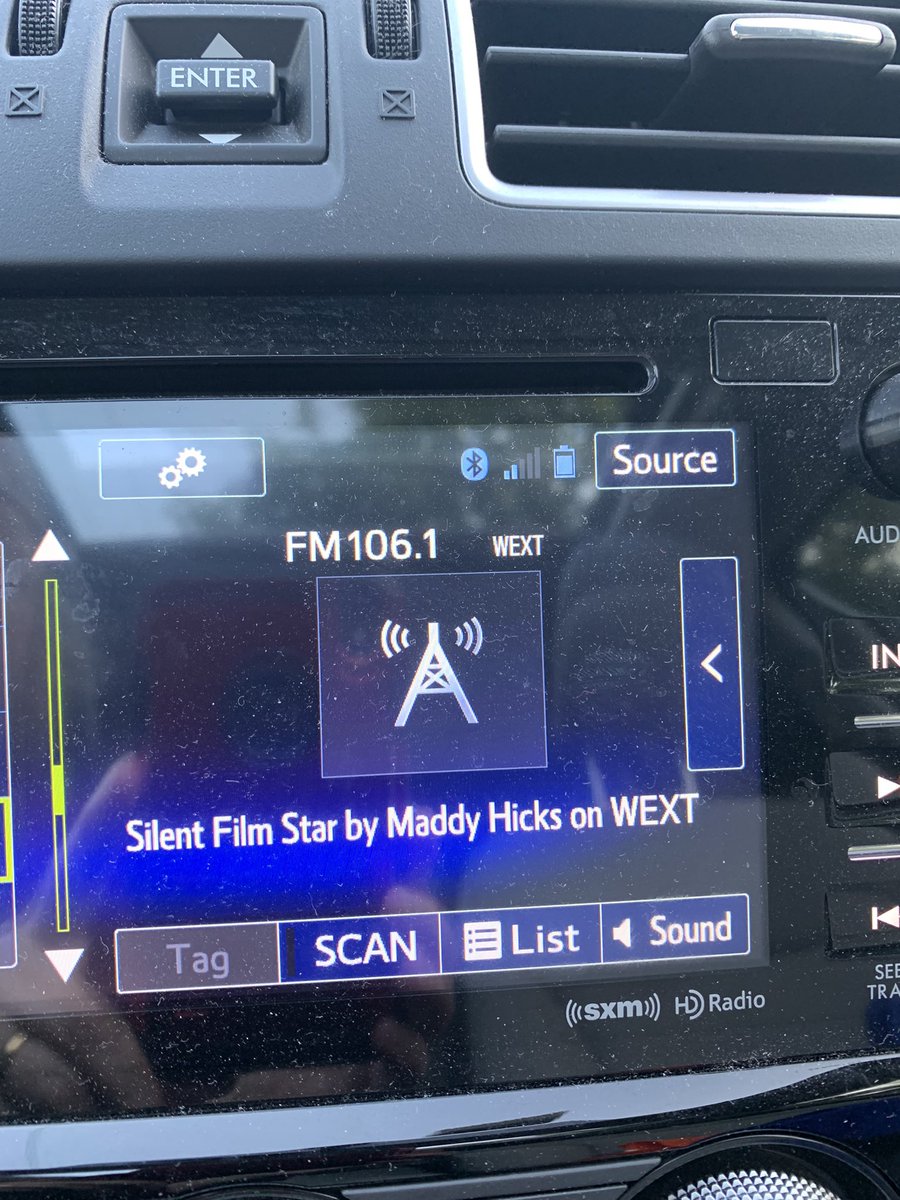 ENTER
Source
FM106.1 WEXT
AUD
IN
Silent Film Star by Maddy Hicks on WEXT
Tag SCAN List Sound
SEE
TRA
sxm HD Radio